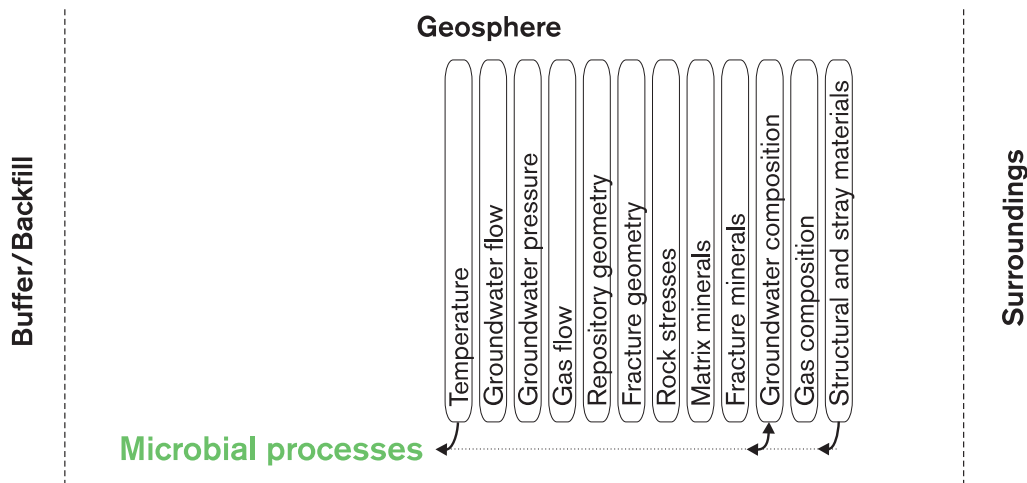 Geosphere
Buffer/Backfill
Temperature
Groundwater flow
Groundwater pressure
Gas flow
Repository geometry
Fracture geometry
Rock stresses
Matrix minerals
Fracture minerals
Groundwater composition
Gas composition
Structural and stray materials
Surroundings
Microbial processes